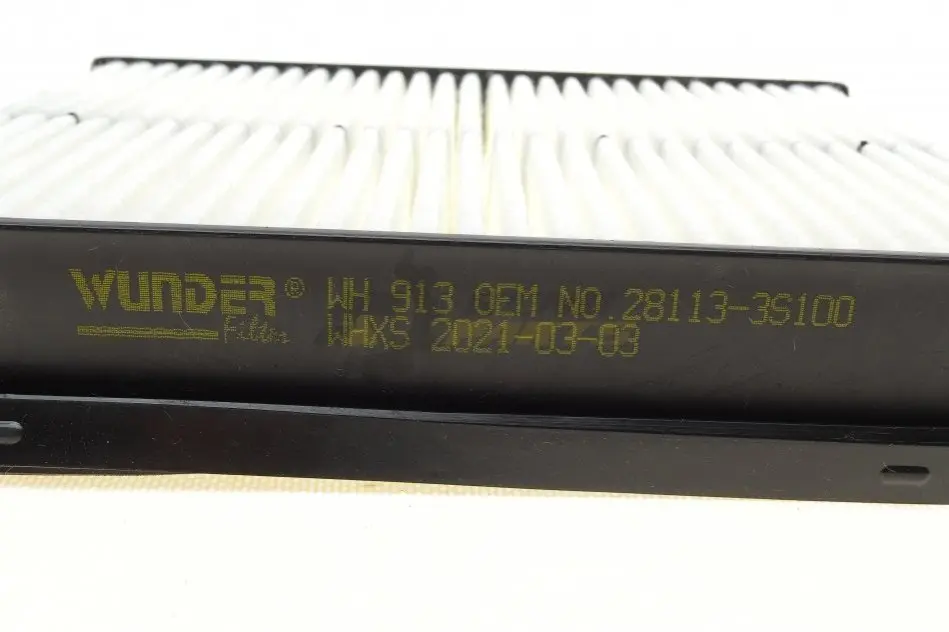 WUNDER® WH 913 OEM NO.28113-3S100
Filter WHXS 2021-03-03